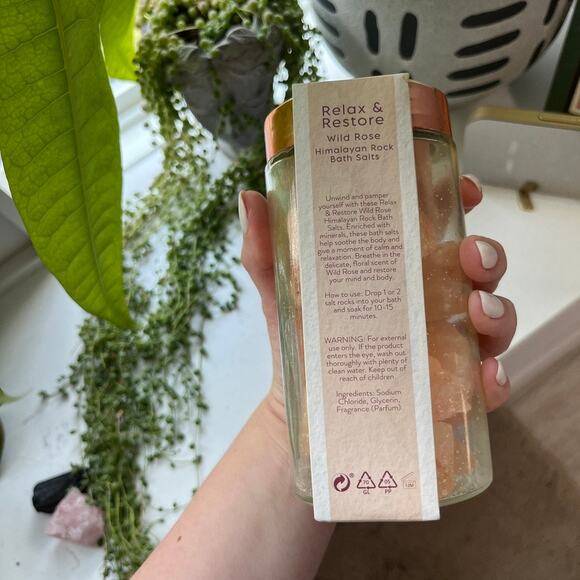 Relax &
Restore
Wild Rose
Himalayan Rock
Bath Salts
Unwind and pamper
yourself with these Relax
& Restore Wild Rose
Himalayan Rock Bath
Salts. Enriched with
minerals, these bath salts
help soothe the body and
give a moment of calm and
relaxation. Breathe in the
delicate, floral scent of
Wild Rose and restore
your mind and body.
How to use: Drop 1 or 2
salt rocks into your bath
and soak for 10-15
minutes.
WARNING: For external
use only. If the product
enters the eye, wash out
thoroughly with plenty of
clean water. Keep out of
reach of children
Ingredients: Sodium
Chloride, Glycerin,
Fragrance (Parfum)
®
70
GL
05
PP
12M